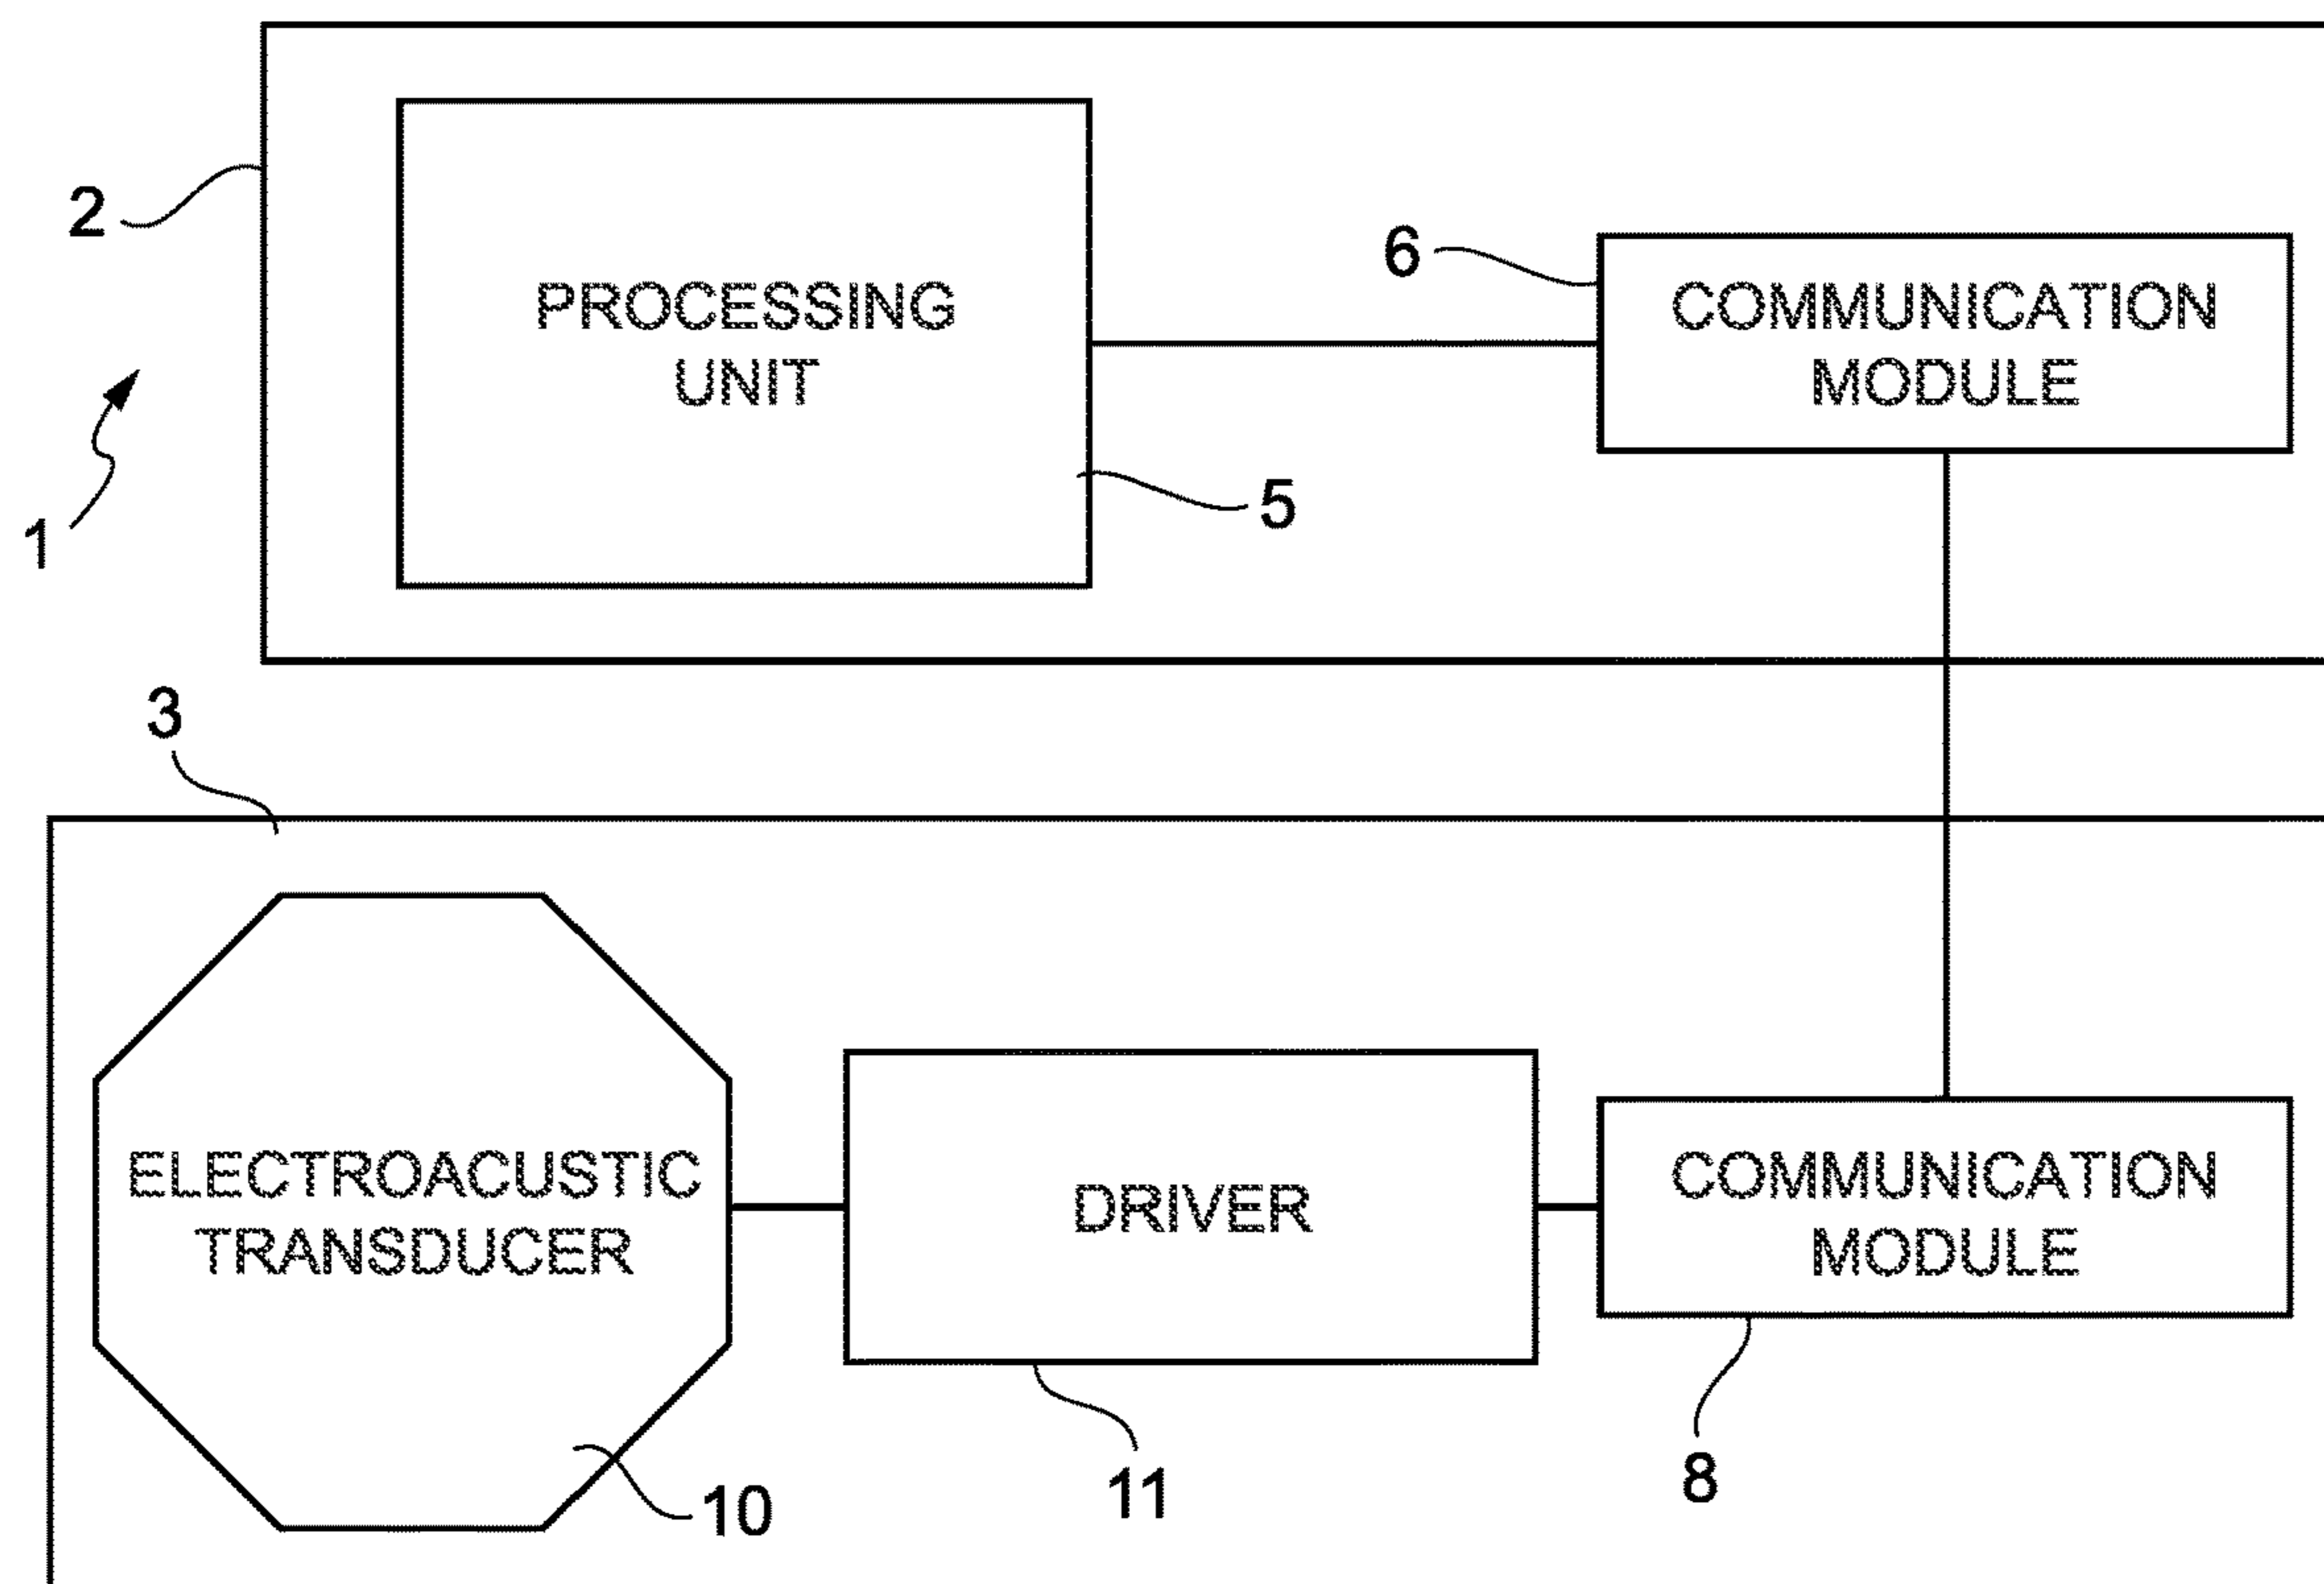 2
PROCESSING
UNIT
6
COMMUNICATION
MODULE
5
1
3
ELECTROACUSTIC
TRANSDUCER
DRIVER
COMMUNICATION
MODULE
10
11
8